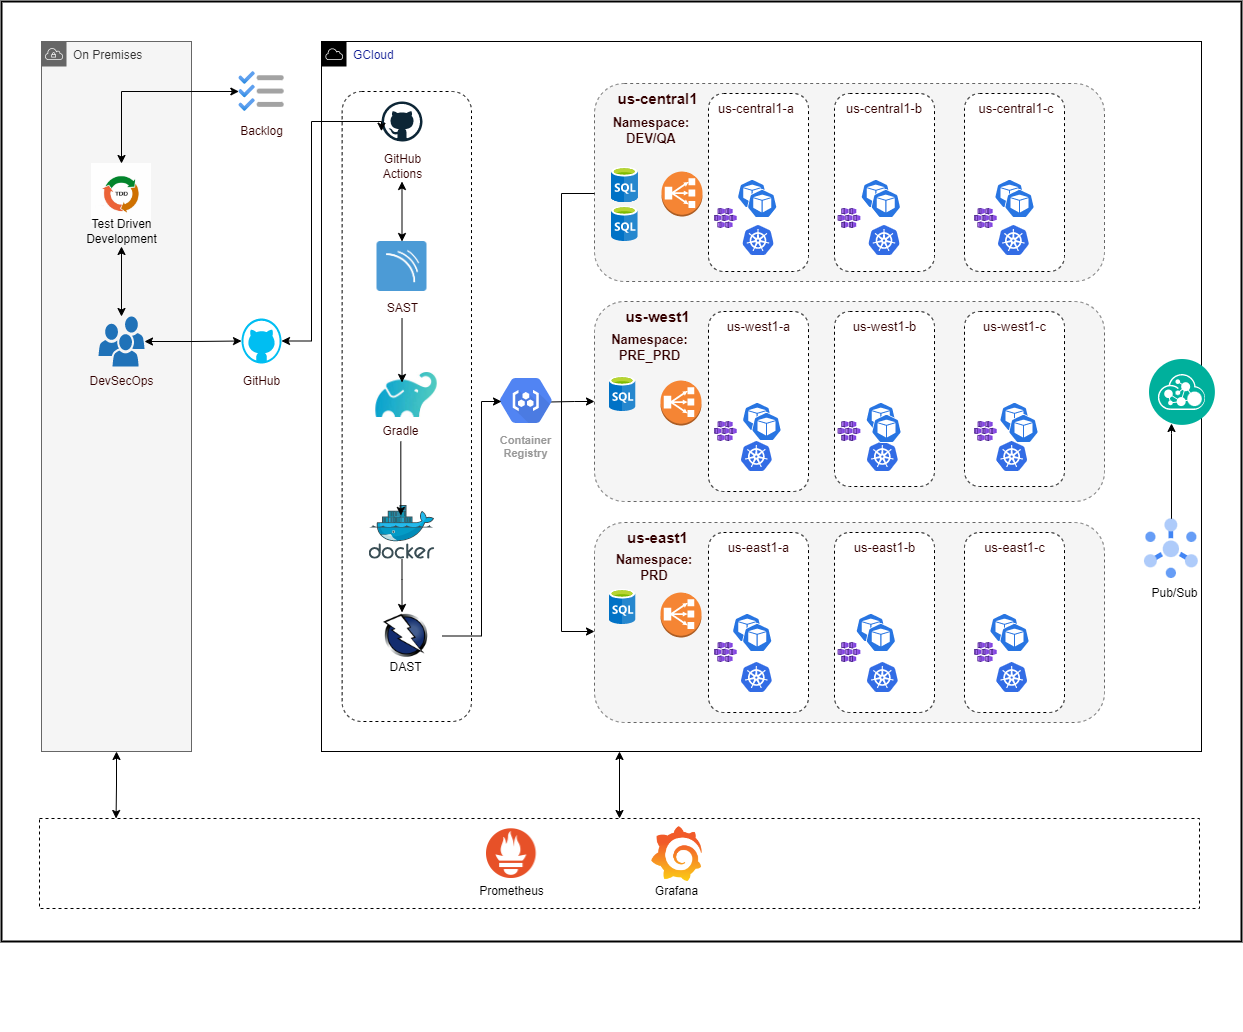 On Premises
GCloud
Backlog
TDD
Test Driven
Development
DevSecOps
GitHub
GitHub
Actions
SAST
Gradle
docker
DAST
Container
Registry
us-central1
Namespace:
DEV/QA
SQL
SQL
us-central1-a
us-central1-b
us-central1-c
us-west1
Namespace:
PRE_PRD
SQL
us-west1-a
us-west1-b
us-west1-c
us-east1
Namespace:
PRD
SQL
us-east1-a
us-east1-b
us-east1-c
Pub/Sub
Prometheus
Grafana